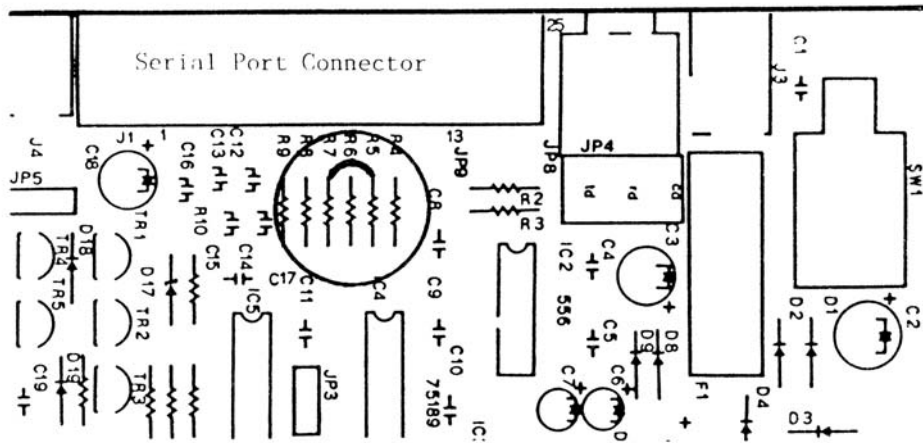 25
Serial Port Connector
C1
J3
J4
J1
1
C18
C16
C13
C12
R9
R8
R7
R6
R5
R4
13
JP9
JP8
JP4
JP5
SW1
TR1
R10
C15
C14
C17
C8
R2
R3
C3
D18
TR4
TR5
D17
IC5
C11
C4
C9
IC2
556
C4
C5
D2
D1
C2
TR2
D9
D8
C10
C19
D19
TR3
JP3
75189
C7
C6
F1
D4
D3